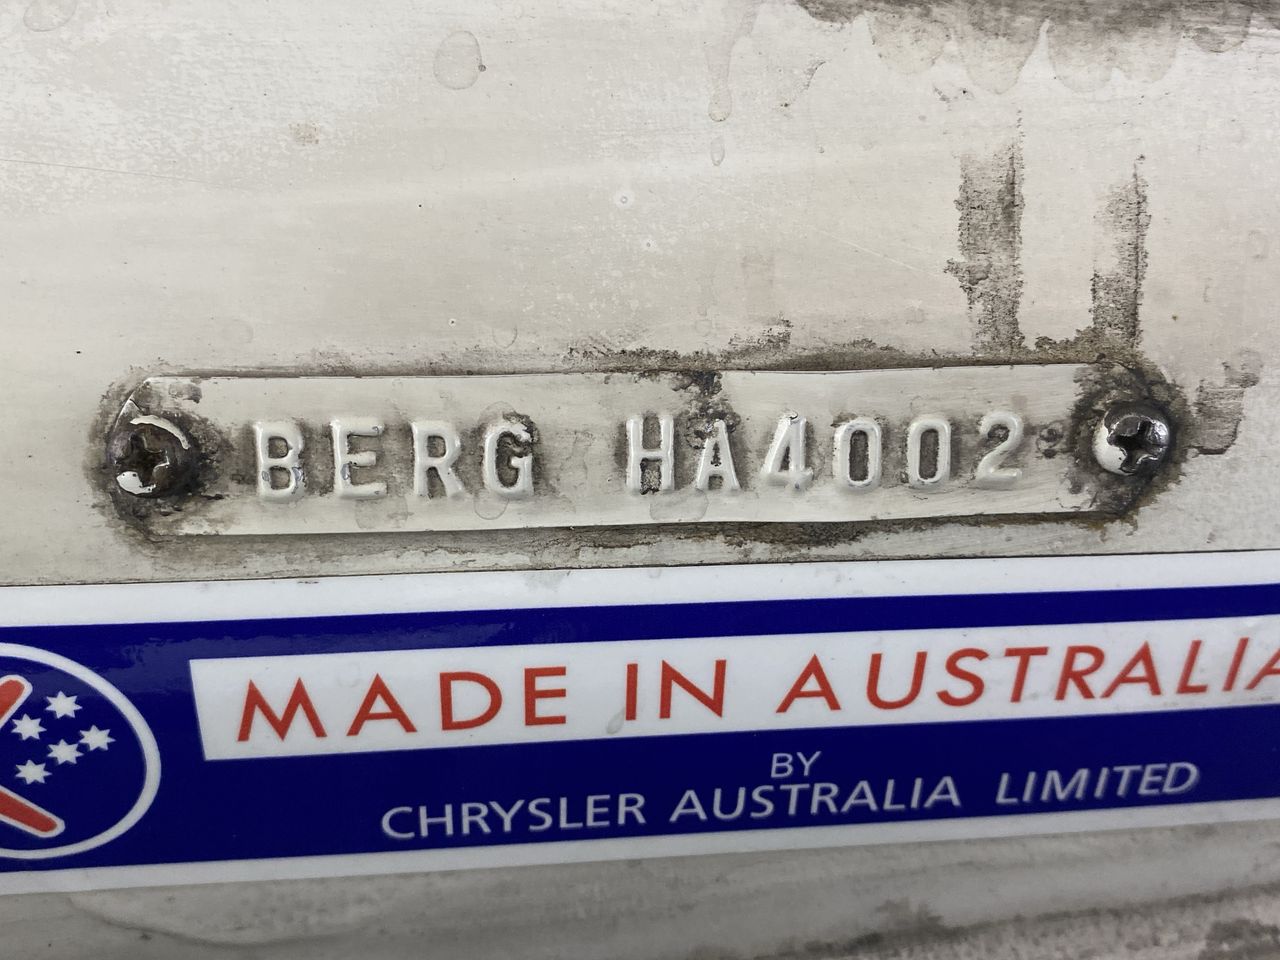 BERG HA4002
MADE IN AUSTRALIA
BY
CHRYSLER AUSTRALIA LIMITED